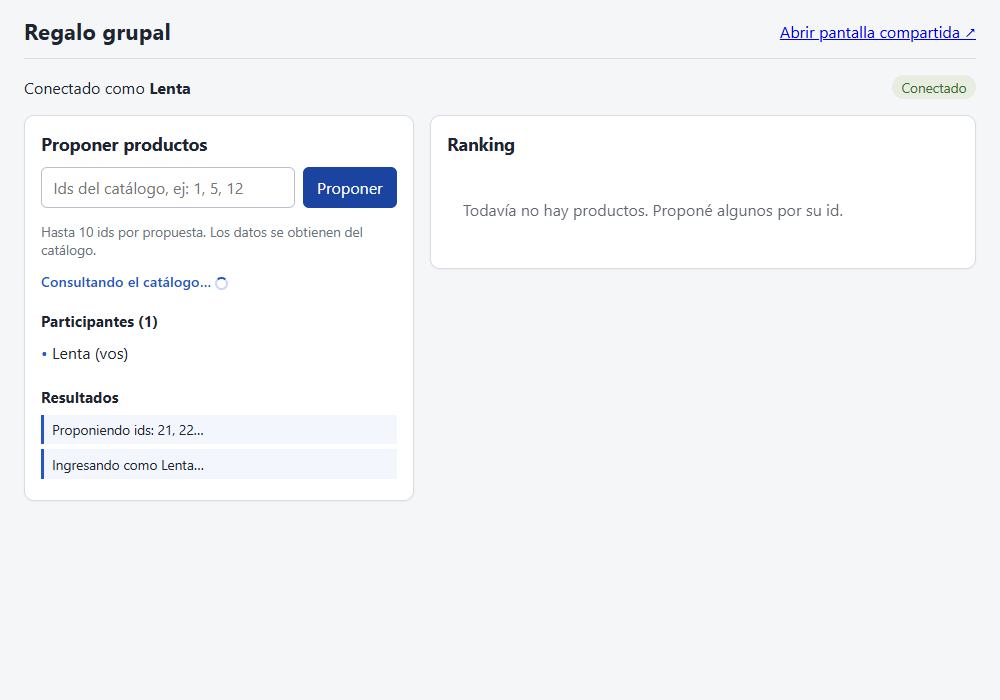 Regalo grupal
Abrir pantalla compartida ↗
Conectado como Lenta
Conectado
Proponer productos
Ids del catálogo, ej: 1, 5, 12
Proponer
Hasta 10 ids por propuesta. Los datos se obtienen del
catálogo.
Consultando el catálogo...
Participantes (1)
• Lenta (vos)
Resultados
Proponiendo ids: 21, 22...
Ingresando como Lenta...
Ranking
Todavía no hay productos. Proponé algunos por su id.